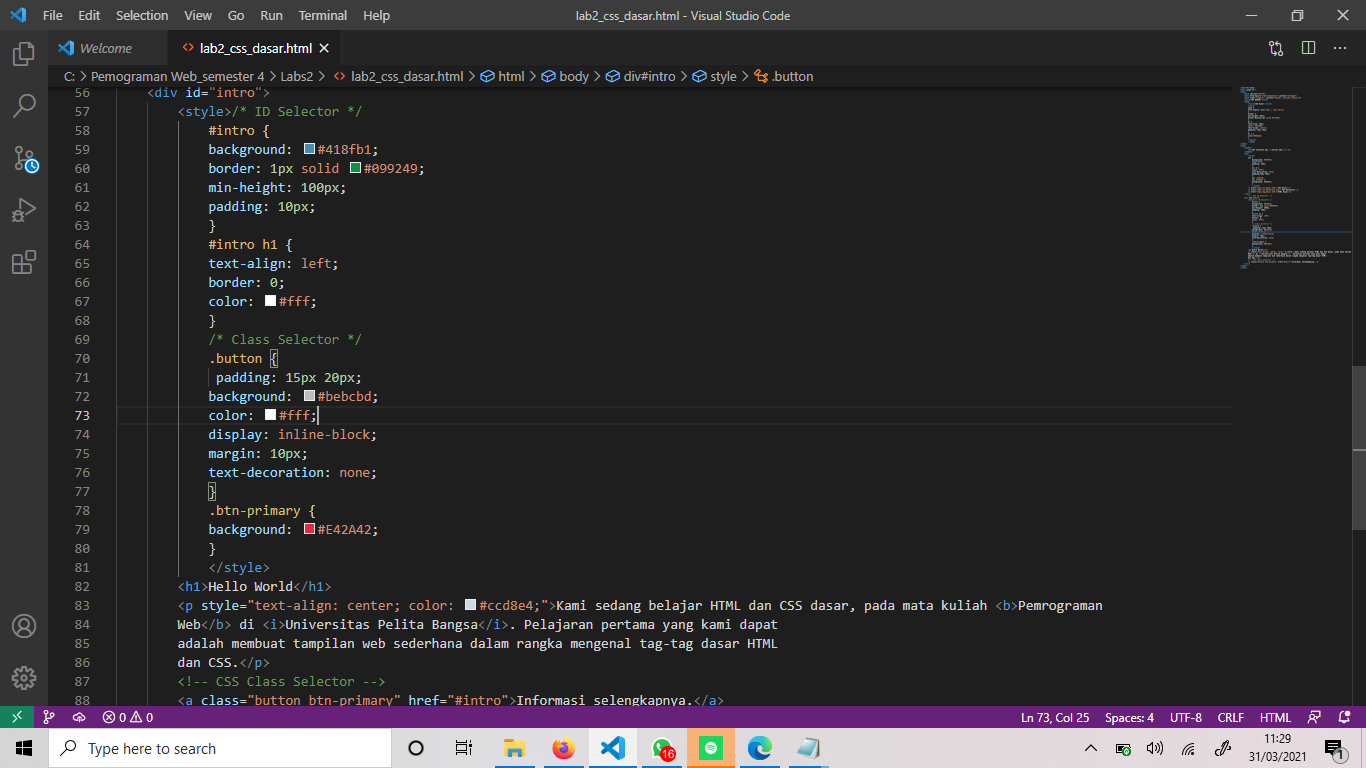 File Edit Selection View Go Run Terminal Help lab2_css_dasar.html - Visual Studio Code
Welcome lab2_css_dasar.html
C: > Pemograman Web_semester 4 > Labs2 > lab2_css_dasar.html > html > body > div#intro > style > .button
56 <div id="intro">
57 <style>/* ID Selector */
58 #intro {
59 background: #418fb1;
60 border: 1px solid #099249;
61 min-height: 100px;
62 padding: 10px;
63 }
64 #intro h1 {
65 text-align: left;
66 border: 0;
67 color: #fff;
68 }
69 /* Class Selector */
70 .button {
71 padding: 15px 20px;
72 background: #bebcbd;
73 color: #fff;
74 display: inline-block;
75 margin: 10px;
76 text-decoration: none;
77 }
78 .btn-primary {
79 background: #E42A42;
80 }
81 </style>
82 <h1>Hello World</h1>
83 <p style="text-align: center; color: #ccd8e4;">Kami sedang belajar HTML dan CSS dasar, pada mata kuliah <b>Pemrograman
84 Web</b> di <i>Universitas Pelita Bangsa</i>. Pelajaran pertama yang kami dapat
85 adalah membuat tampilan web sederhana dalam rangka mengenal tag-tag dasar HTML
86 dan CSS.</p>
87 <!-- CSS Class Selector -->
88 <a class="button btn-primary" href="#intro">Informasi selengkapnya.</a>
0 0 Ln 73, Col 25 Spaces: 4 UTF-8 CRLF HTML
Type here to search
16
11:29
31/03/2021
1